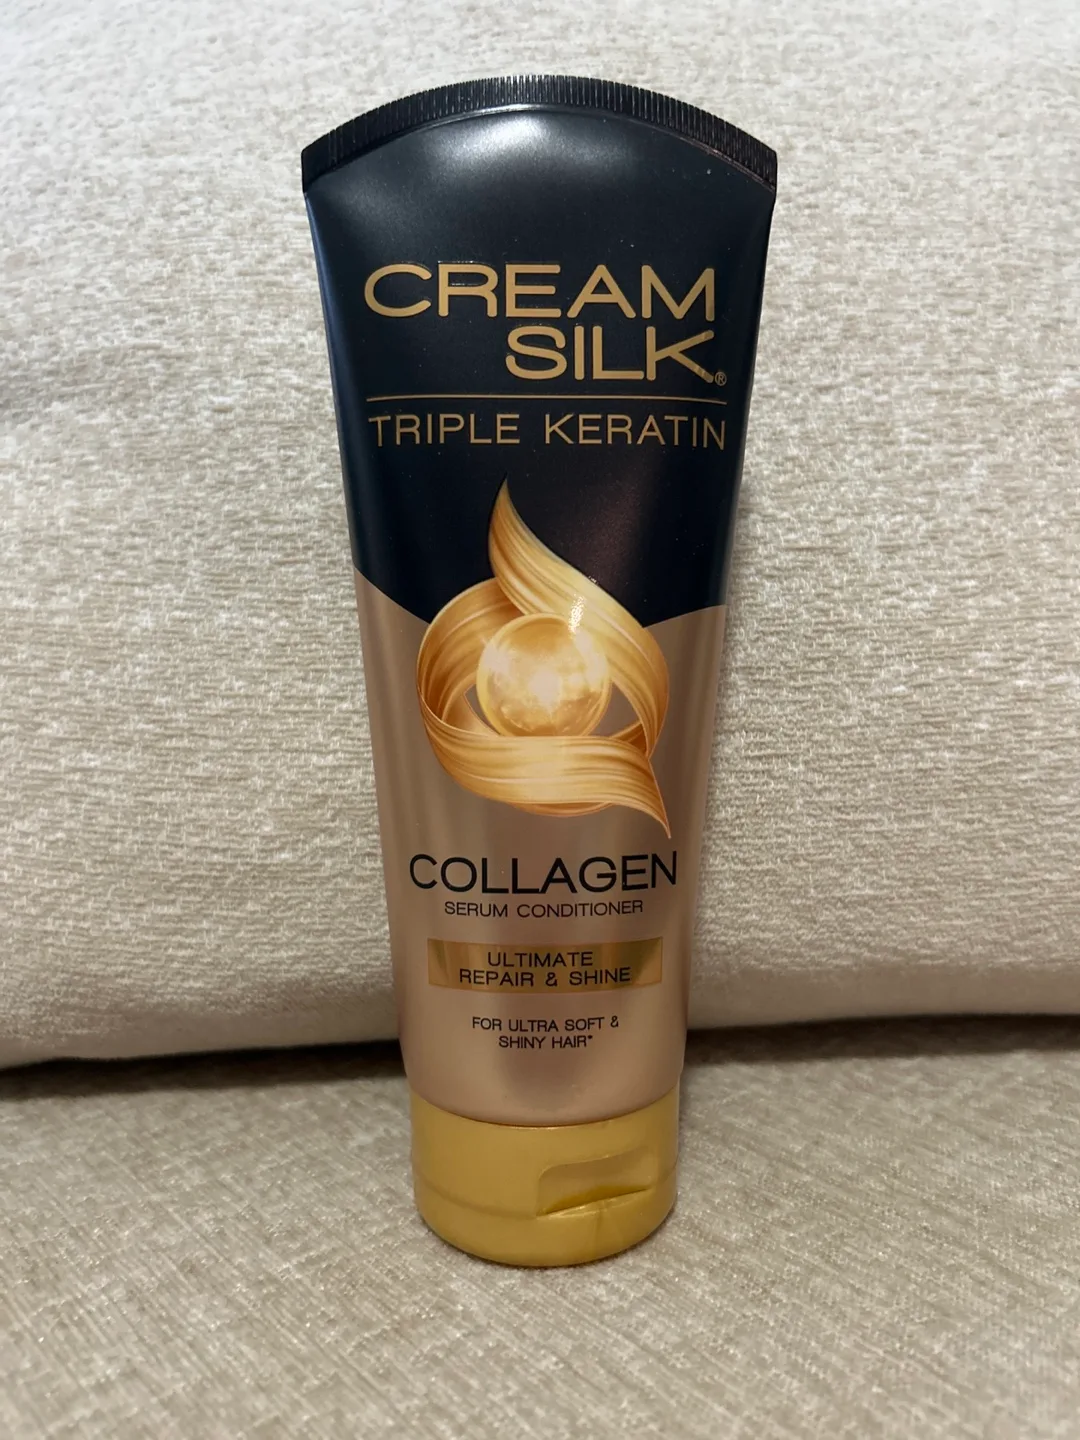 CREAM
SILK®
TRIPLE KERATIN
COLLAGEN
SERUM CONDITIONER
ULTIMATE
REPAIR & SHINE
FOR ULTRA SOFT &
SHINY HAIR*